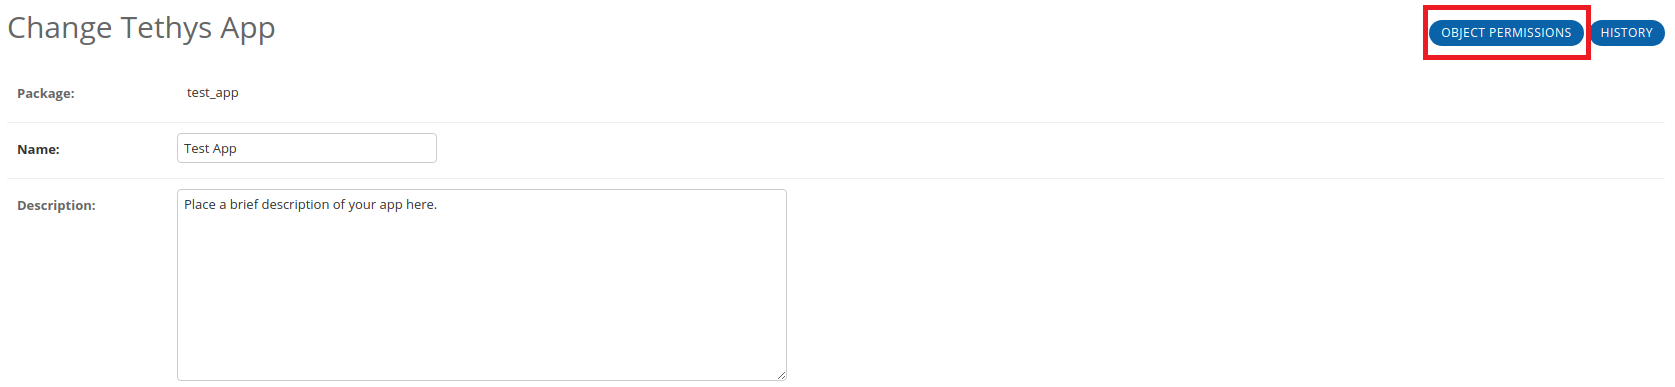 Change Tethys App
OBJECT PERMISSIONS
HISTORY
Package: test_app
Name: Test App
Description: Place a brief description of your app here.